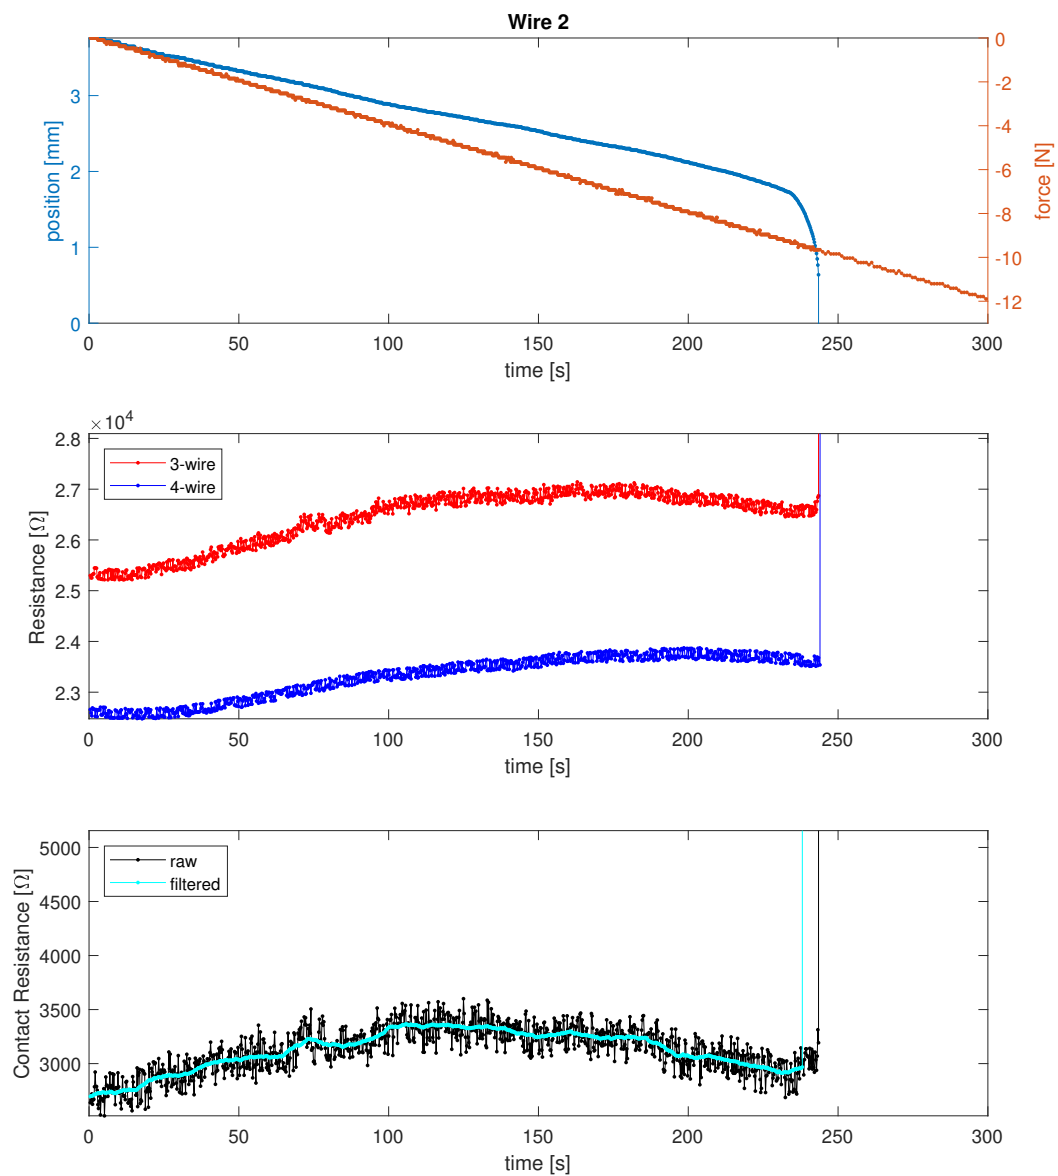 Wire 2
position [mm]
3
2
1
0
force [N]
0
-2
-4
-6
-8
-10
-12
0 50 100 150 200 250 300
time [s]
×10⁴
Resistance [Ω]
2.8
2.7
2.6
2.5
2.4
2.3
3-wire
4-wire
0 50 100 150 200 250 300
time [s]
Contact Resistance [Ω]
5000
4500
4000
3500
3000
raw
filtered
0 50 100 150 200 250 300
time [s]